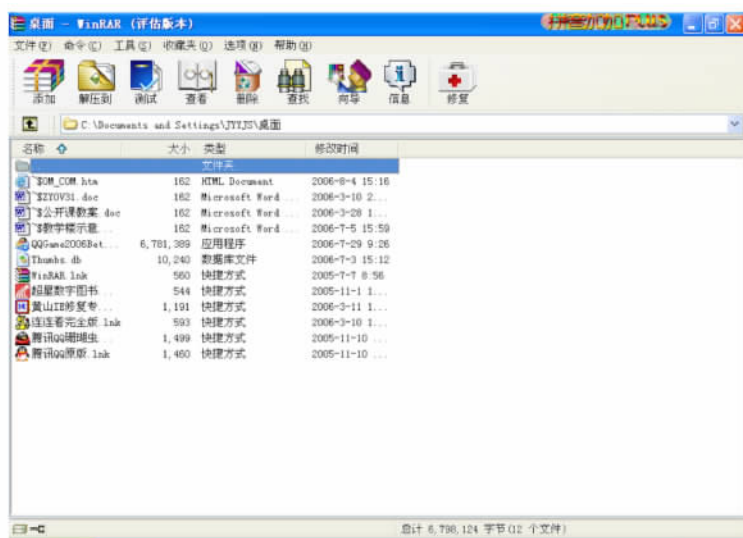 桌面 - WinRAR (评估版本)
文件(F) 命令(C) 工具(S) 收藏夹(O) 选项(N) 帮助(H)
添加 解压到 测试 查看 删除 查找 向导 信息 修复
C:\Documents and Settings\JYYJS\桌面
名称 大小 类型 修改时间
.. 文件夹
~$OM_COM.htm 162 HTML Document 2006-8-4 15:16
~$ZYOV31.doc 162 Microsoft Word ... 2006-3-10 2...
~$公开课教案.doc 162 Microsoft Word ... 2006-3-28 1...
~$教学楼示意... 162 Microsoft Word ... 2006-7-5 15:59
QQGame2006Bet... 6,781,389 应用程序 2006-7-29 9:26
Thumbs.db 10,240 数据库文件 2006-7-3 15:12
WinRAR.lnk 560 快捷方式 2005-7-7 8:56
超星数字图书... 544 快捷方式 2005-11-1 1...
黄山IE修复专... 1,191 快捷方式 2006-3-11 1...
连连看完全版.lnk 593 快捷方式 2006-3-10 1...
腾讯QQ珊瑚虫... 1,499 快捷方式 2005-11-10 ...
腾讯QQ原版.lnk 1,460 快捷方式 2005-11-10 ...
总计 6,798,124 字节(12 个文件)